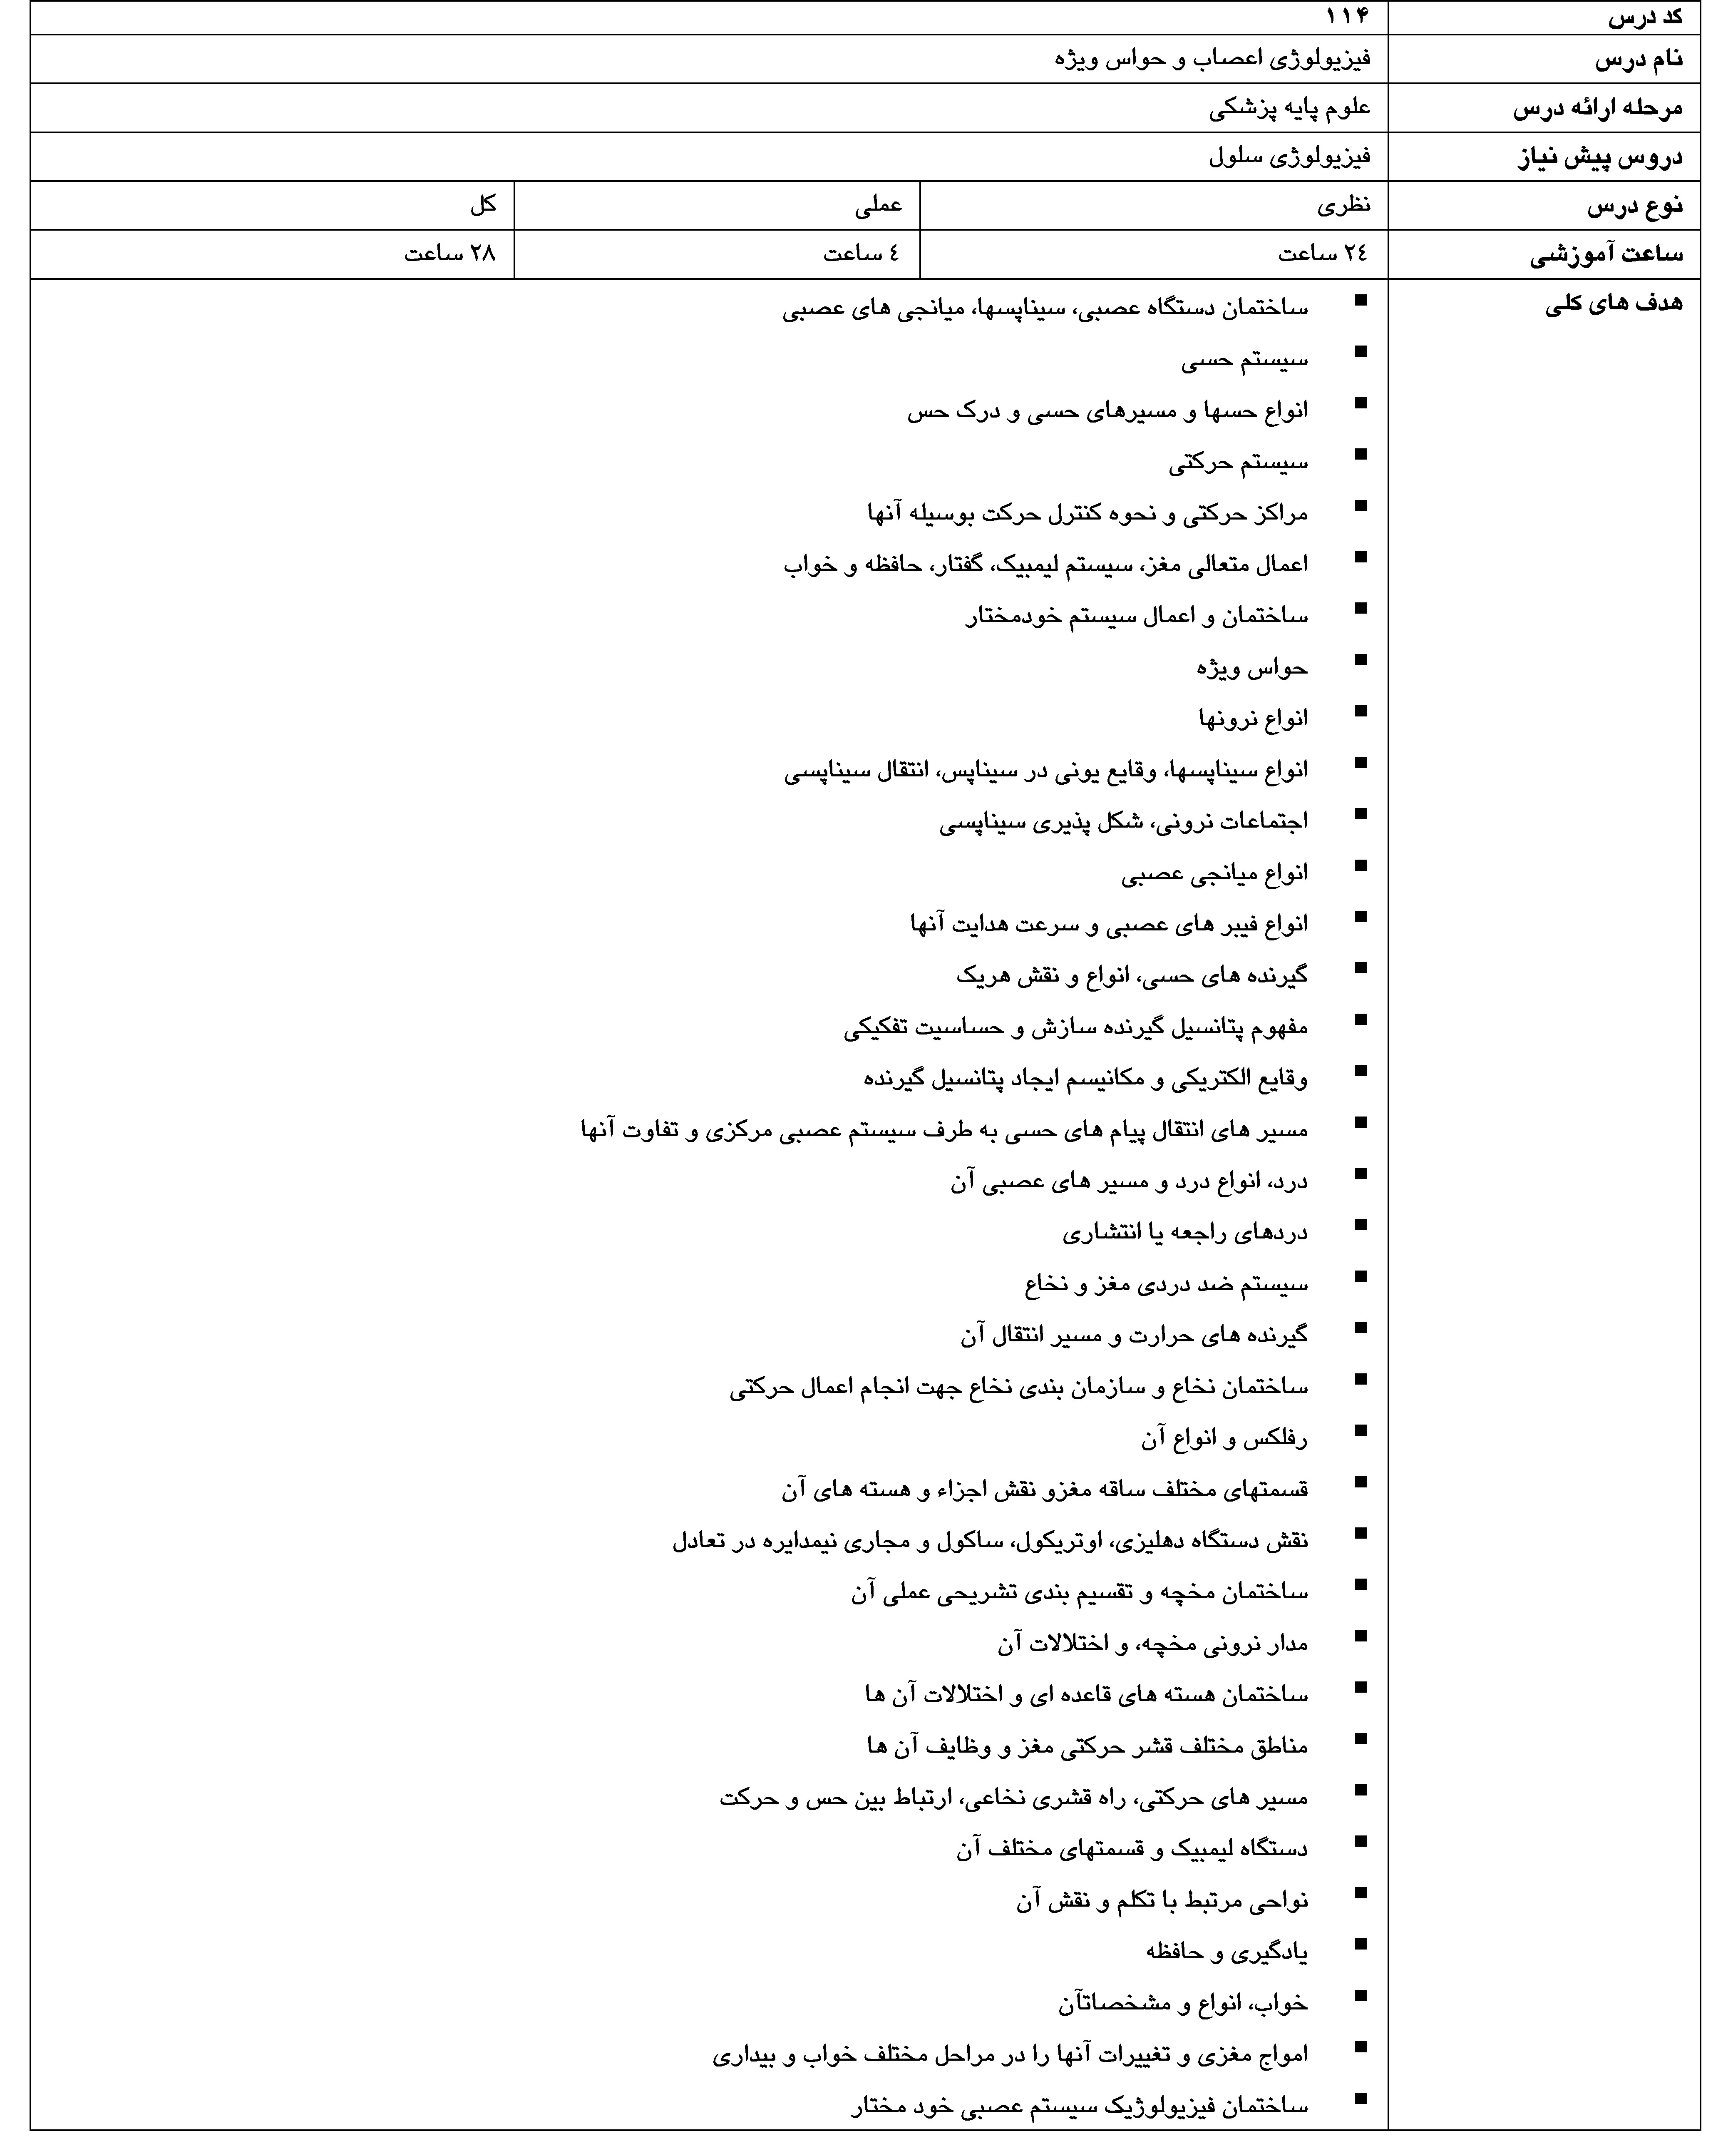 کد درس ۱۱۴
نام درس فیزیولوژی اعصاب و حواس ویژه
مرحله ارائه درس علوم پایه پزشکی
دروس پیش نیاز فیزیولوژی سلول
نوع درس نظری عملی کل
ساعت آموزشی ٢٤ ساعت ٤ ساعت ٢٨ ساعت
هدف های کلی
■ ساختمان دستگاه عصبی، سیناپسها، میانجی های عصبی
■ سیستم حسی
■ انواع حسها و مسیرهای حسی و درک حس
■ سیستم حرکتی
■ مراکز حرکتی و نحوه کنترل حرکت بوسیله آنها
■ اعمال متعالی مغز، سیستم لیمبیک، گفتار، حافظه و خواب
■ ساختمان و اعمال سیستم خودمختار
■ حواس ویژه
■ انواع نرونها
■ انواع سیناپسها، وقایع یونی در سیناپس، انتقال سیناپسی
■ اجتماعات نرونی، شکل پذیری سیناپسی
■ انواع میانجی عصبی
■ انواع فیبر های عصبی و سرعت هدایت آنها
■ گیرنده های حسی، انواع و نقش هریک
■ مفهوم پتانسیل گیرنده سازش و حساسیت تفکیکی
■ وقایع الکتریکی و مکانیسم ایجاد پتانسیل گیرنده
■ مسیر های انتقال پیام های حسی به طرف سیستم عصبی مرکزی و تفاوت آنها
■ درد، انواع درد و مسیر های عصبی آن
■ دردهای راجعه یا انتشاری
■ سیستم ضد دردی مغز و نخاع
■ گیرنده های حرارت و مسیر انتقال آن
■ ساختمان نخاع و سازمان بندی نخاع جهت انجام اعمال حرکتی
■ رفلکس و انواع آن
■ قسمتهای مختلف ساقه مغزو نقش اجزاء و هسته های آن
■ نقش دستگاه دهلیزی، اوتریکول، ساکول و مجاری نیمدایره در تعادل
■ ساختمان مخچه و تقسیم بندی تشریحی عملی آن
■ مدار نرونی مخچه، و اختلالات آن
■ ساختمان هسته های قاعده ای و اختلالات آن ها
■ مناطق مختلف قشر حرکتی مغز و وظایف آن ها
■ مسیر های حرکتی، راه قشری نخاعی، ارتباط بین حس و حرکت
■ دستگاه لیمبیک و قسمتهای مختلف آن
■ نواحی مرتبط با تکلم و نقش آن
■ یادگیری و حافظه
■ خواب، انواع و مشخصاتآن
■ امواج مغزی و تغییرات آنها را در مراحل مختلف خواب و بیداری
■ ساختمان فیزیولوژیک سیستم عصبی خود مختار